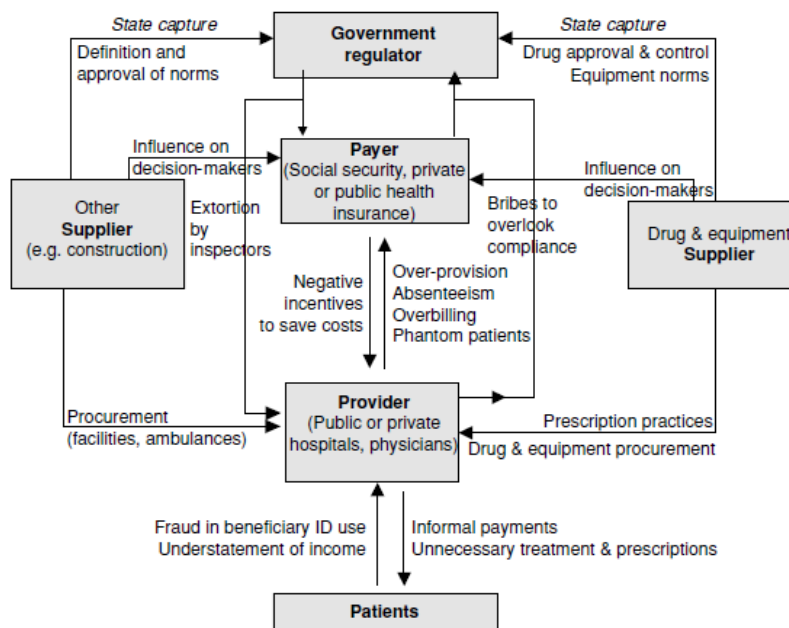 State capture
State capture
Government
regulator
Definition and
approval of norms
Drug approval & control
Equipment norms
Influence on
decision-makers
Payer
(Social security, private
or public health
insurance)
Influence on
decision-makers
Other
Supplier
(e.g. construction)
Extortion
by
inspectors
Bribes to
overlook
compliance
Drug & equipment
Supplier
Negative
incentives
to save costs
Over-provision
Absenteeism
Overbilling
Phantom patients
Procurement
(facilities, ambulances)
Provider
(Public or private
hospitals, physicians)
Prescription practices
Drug & equipment procurement
Fraud in beneficiary ID use
Understatement of income
Informal payments
Unnecessary treatment & prescriptions
Patients